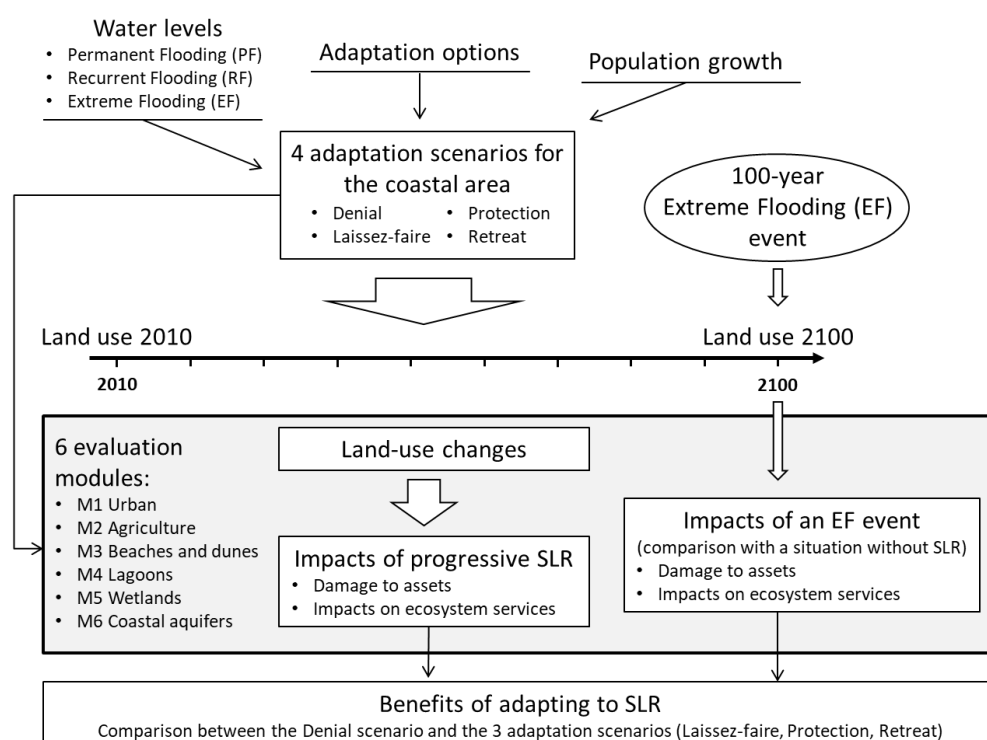 Water levels
• Permanent Flooding (PF)
• Recurrent Flooding (RF)
• Extreme Flooding (EF)
Adaptation options
Population growth
4 adaptation scenarios for
the coastal area
• Denial
• Protection
• Laissez-faire
• Retreat
100-year
Extreme Flooding (EF)
event
Land use 2010
Land use 2100
2010
2100
6 evaluation
modules:
• M1 Urban
• M2 Agriculture
• M3 Beaches and dunes
• M4 Lagoons
• M5 Wetlands
• M6 Coastal aquifers
Land-use changes
Impacts of progressive SLR
• Damage to assets
• Impacts on ecosystem services
Impacts of an EF event
(comparison with a situation without SLR)
• Damage to assets
• Impacts on ecosystem services
Benefits of adapting to SLR
Comparison between the Denial scenario and the 3 adaptation scenarios (Laissez-faire, Protection, Retreat)